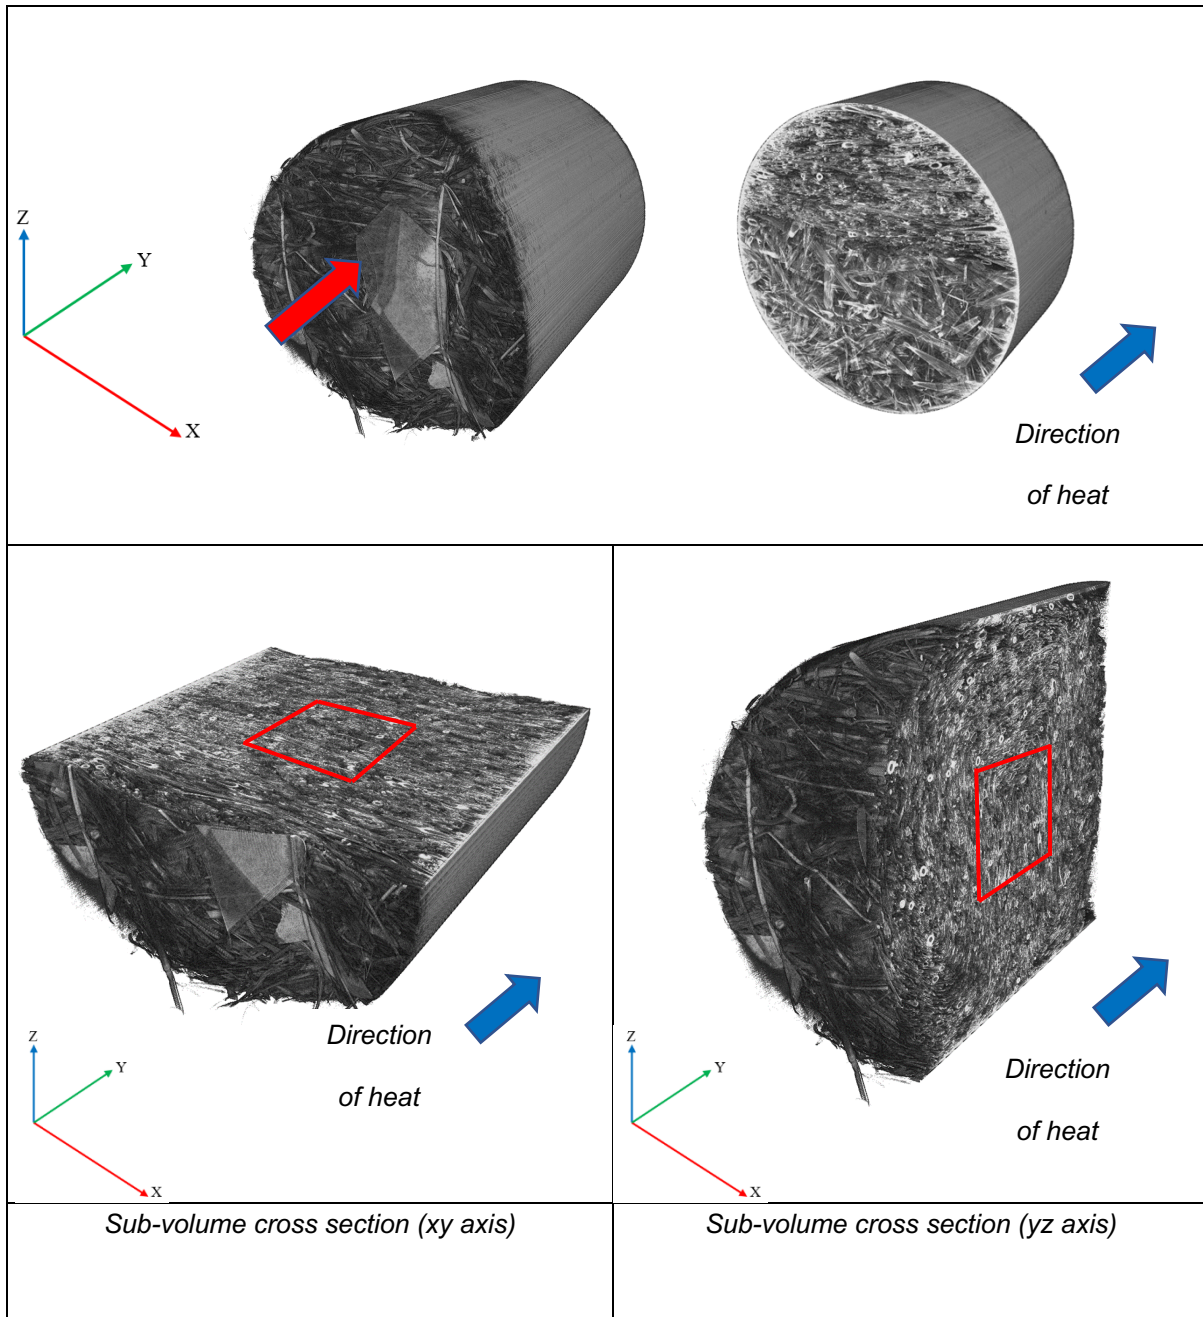 Z
Y
X
Direction
of heat
Direction
of heat
Z
Y
X
Direction
of heat
Z
Y
X
Sub-volume cross section (xy axis)
Sub-volume cross section (yz axis)